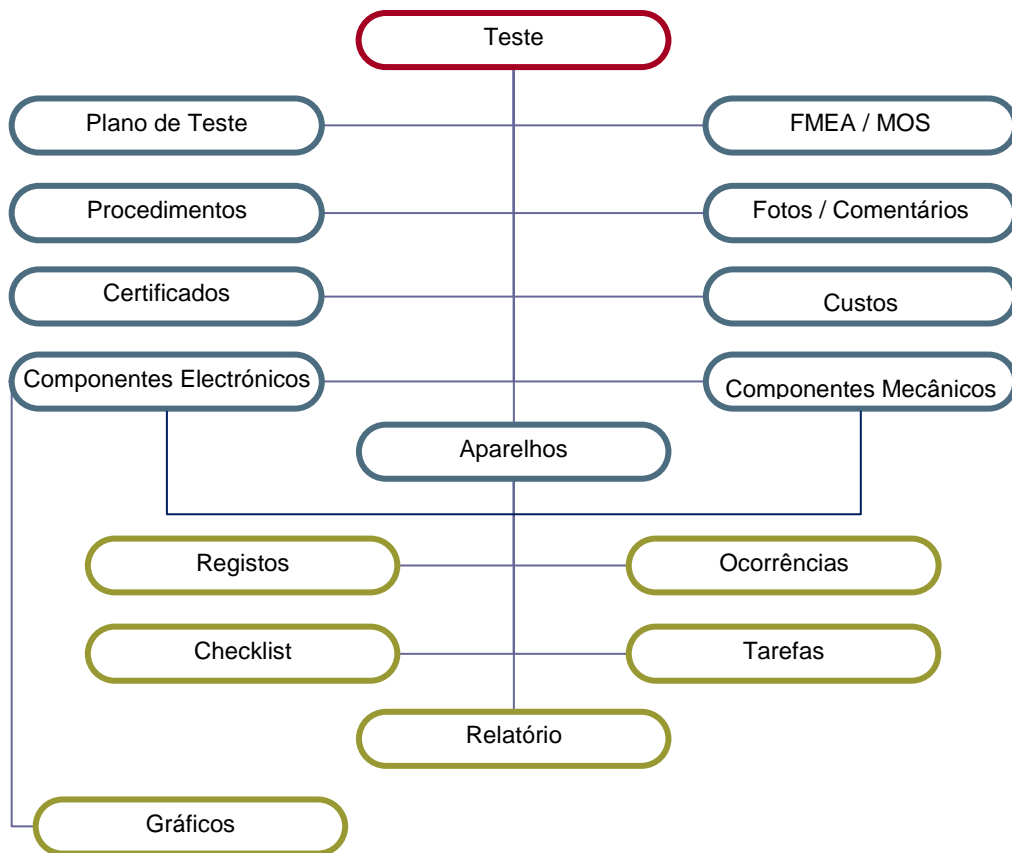 Teste
Plano de Teste
FMEA / MOS
Procedimentos
Fotos / Comentários
Certificados
Custos
Componentes Electrónicos
Componentes Mecânicos
Aparelhos
Registos
Ocorrências
Checklist
Tarefas
Relatório
Gráficos